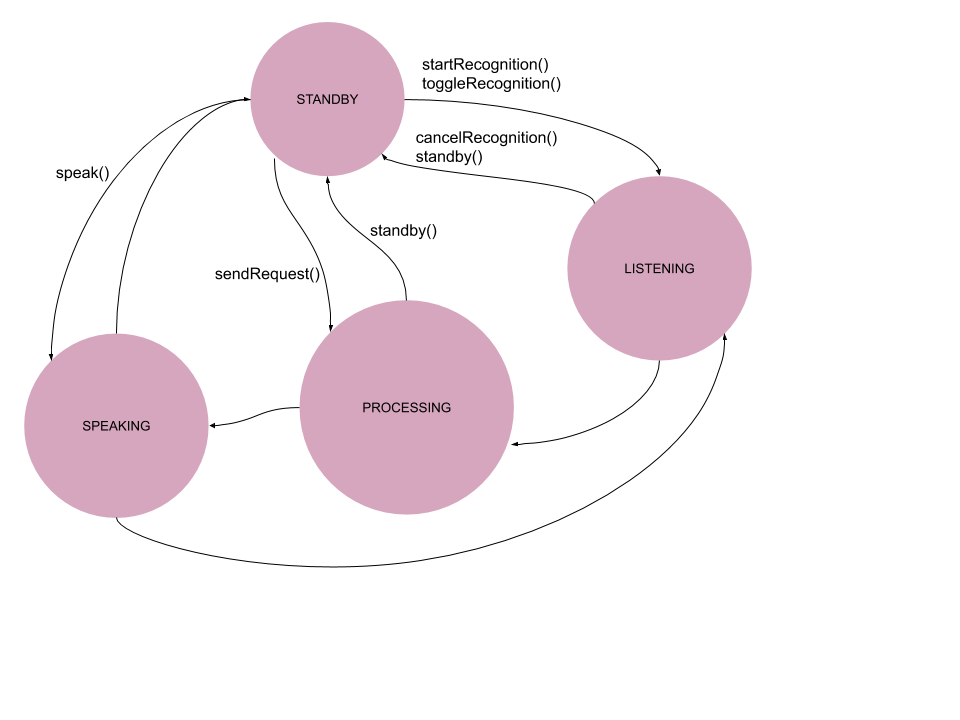 STANDBY
startRecognition()
toggleRecognition()
cancelRecognition()
standby()
speak()
standby()
sendRequest()
LISTENING
PROCESSING
SPEAKING